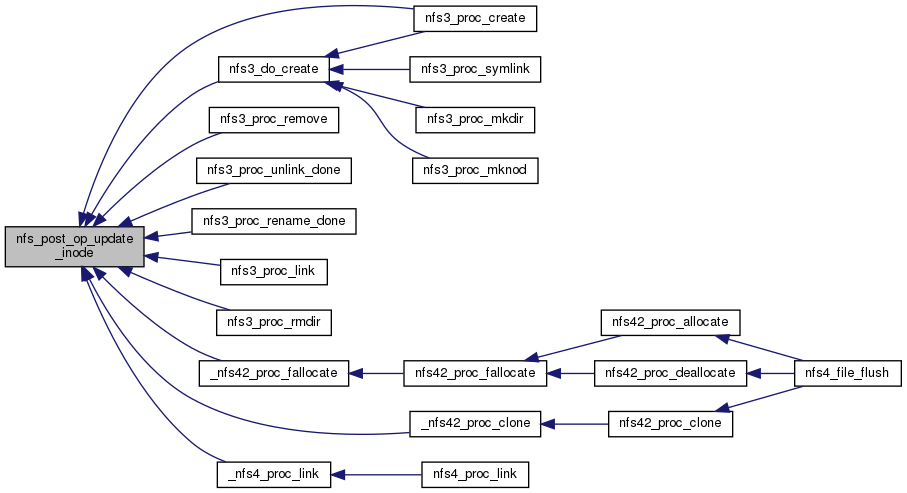 nfs3_proc_create
nfs3_do_create
nfs3_proc_symlink
nfs3_proc_remove
nfs3_proc_mkdir
nfs3_proc_unlink_done
nfs3_proc_mknod
nfs3_proc_rename_done
nfs_post_op_update
_inode
nfs3_proc_link
nfs3_proc_rmdir
nfs42_proc_allocate
_nfs42_proc_fallocate
nfs42_proc_fallocate
nfs42_proc_deallocate
nfs4_file_flush
_nfs42_proc_clone
nfs42_proc_clone
_nfs4_proc_link
nfs4_proc_link